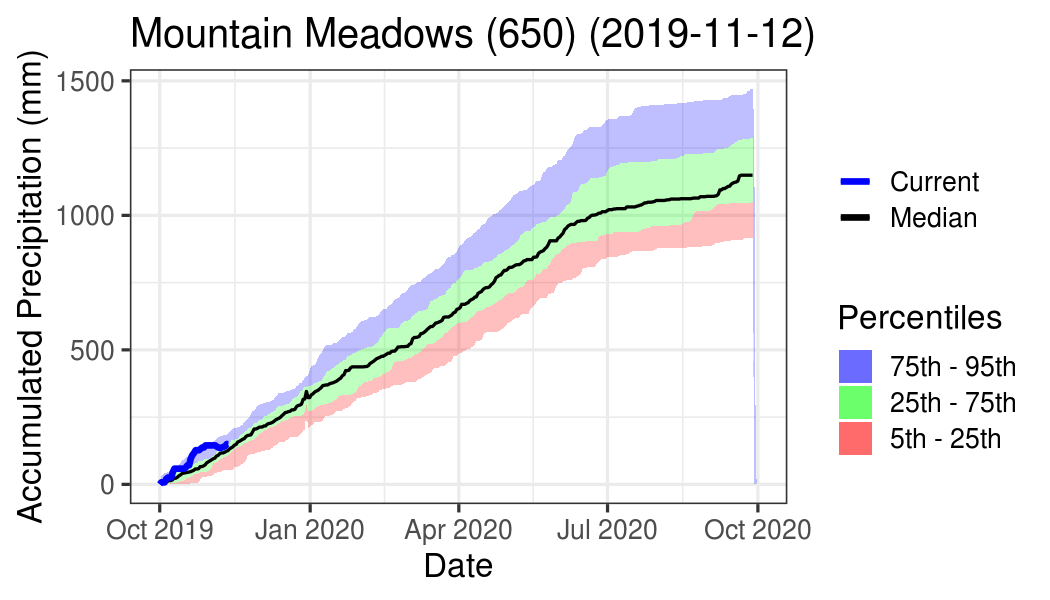 Mountain Meadows (650) (2019-11-12)
Accumulated Precipitation (mm)
1500
1000
500
0
Oct 2019
Jan 2020
Apr 2020
Jul 2020
Oct 2020
Date
Current
Median
Percentiles
75th - 95th
25th - 75th
5th - 25th